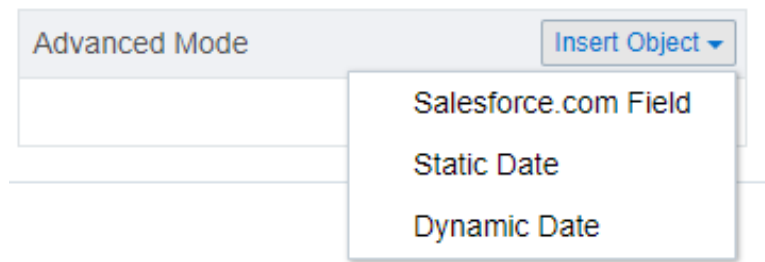 Advanced Mode
Insert Object
Salesforce.com Field
Static Date
Dynamic Date